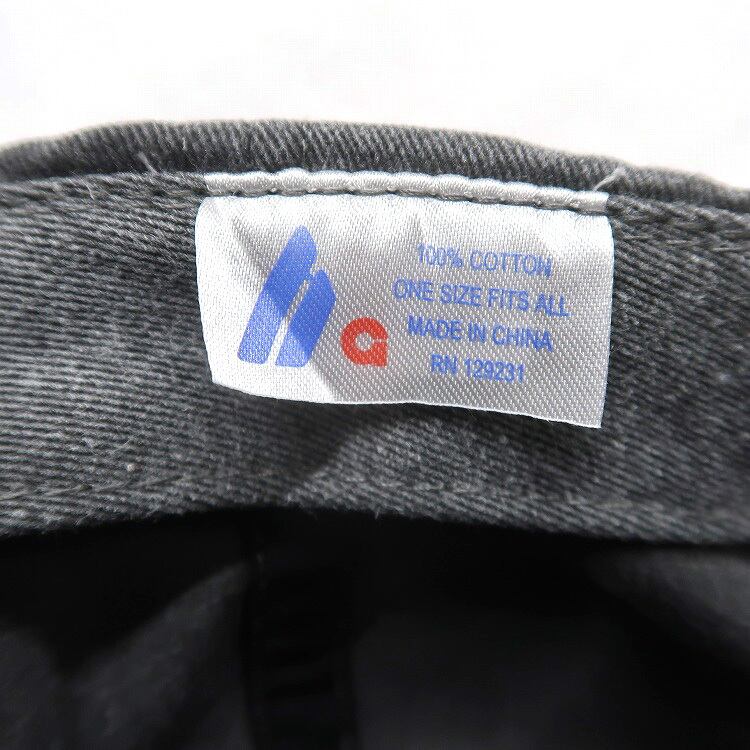 G
100% COTTON
ONE SIZE FITS ALL
MADE IN CHINA
RN 129231